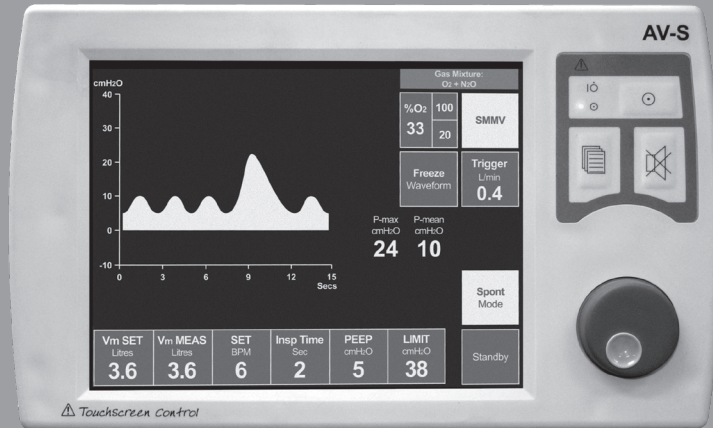 AV-S
Gas Mixture:
O2 + N2O
cmH2O
40
30
20
10
0
-10
0 3 6 9 12 15
Secs
%O2 100
33 20
SMMV
Freeze
Waveform
Trigger
L/min
0.4
P-max P-mean
cmH2O cmH2O
24 10
Spont
Mode
Vm SET Vm MEAS SET Insp Time PEEP LIMIT
Litres Litres BPM Sec cmH2O cmH2O
3.6 3.6 6 2 5 38
Standby
Touchscreen Control